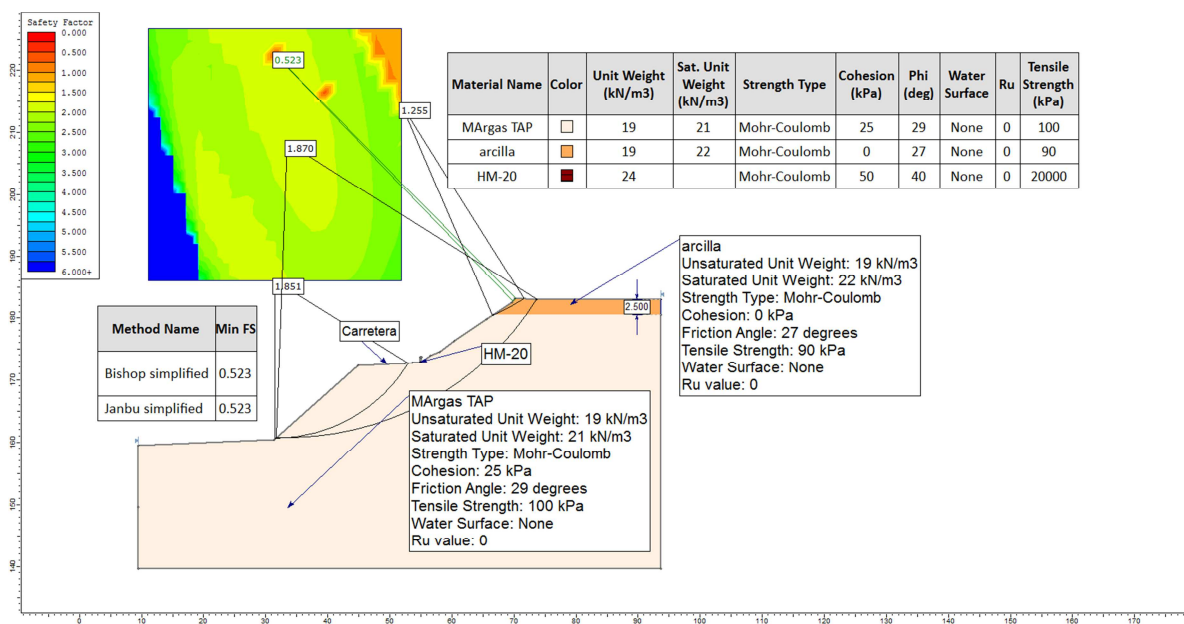 Safety Factor
0.000
0.500
1.000
1.500
2.000
2.500
3.000
3.500
4.000
4.500
5.000
5.500
6.000+
0.523
1.255
1.870
1.851
Material Name Color Unit Weight (kN/m3) Sat. Unit Weight (kN/m3) Strength Type Cohesion (kPa) Phi (deg) Water Surface Ru Tensile Strength (kPa)
MArgas TAP 19 21 Mohr-Coulomb 25 29 None 0 100
arcilla 19 22 Mohr-Coulomb 0 27 None 0 90
HM-20 24 Mohr-Coulomb 50 40 None 0 20000
Method Name Min FS
Bishop simplified 0.523
Janbu simplified 0.523
Carretera
HM-20
2.500
arcilla
Unsaturated Unit Weight: 19 kN/m3
Saturated Unit Weight: 22 kN/m3
Strength Type: Mohr-Coulomb
Cohesion: 0 kPa
Friction Angle: 27 degrees
Tensile Strength: 90 kPa
Water Surface: None
Ru value: 0
MArgas TAP
Unsaturated Unit Weight: 19 kN/m3
Saturated Unit Weight: 21 kN/m3
Strength Type: Mohr-Coulomb
Cohesion: 25 kPa
Friction Angle: 29 degrees
Tensile Strength: 100 kPa
Water Surface: None
Ru value: 0
220
210
200
190
180
170
160
150
140
0 10 20 30 40 50 60 70 80 90 100 110 120 130 140 150 160 170